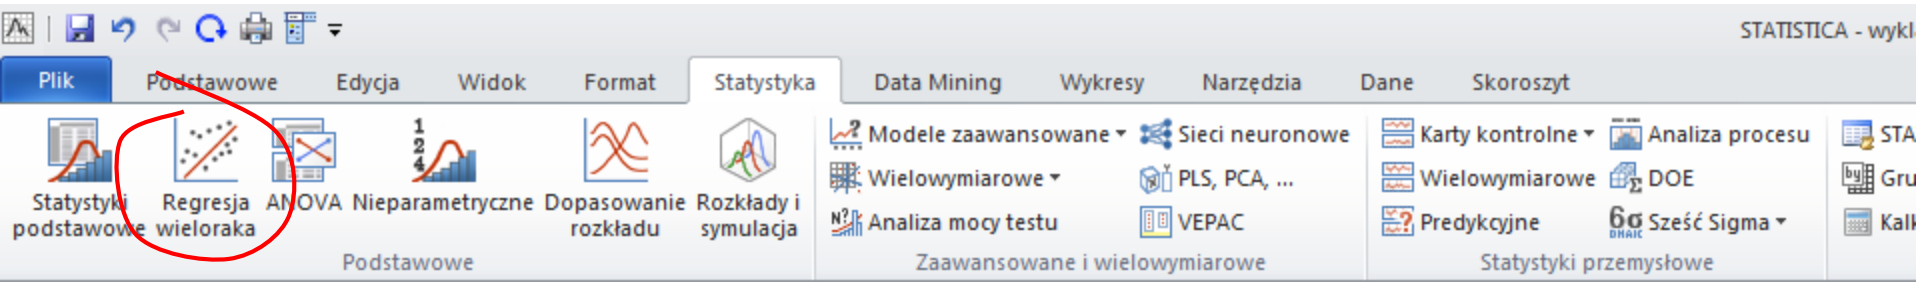 STATISTICA - wykl
Plik Podstawowe Edycja Widok Format Statystyka Data Mining Wykresy Narzędzia Dane Skoroszyt
Statystyki podstawowe
Regresja wieloraka
ANOVA
Nieparametryczne
Dopasowanie rozkładu
Rozkłady i symulacja
Podstawowe
Modele zaawansowane
Wielowymiarowe
Analiza mocy testu
Sieci neuronowe
PLS, PCA, ...
VEPAC
Zaawansowane i wielowymiarowe
Karty kontrolne
Wielowymiarowe
Predykcyjne
Analiza procesu
DOE
Sześć Sigma
Statystyki przemysłowe
STA
Gru
Kalk